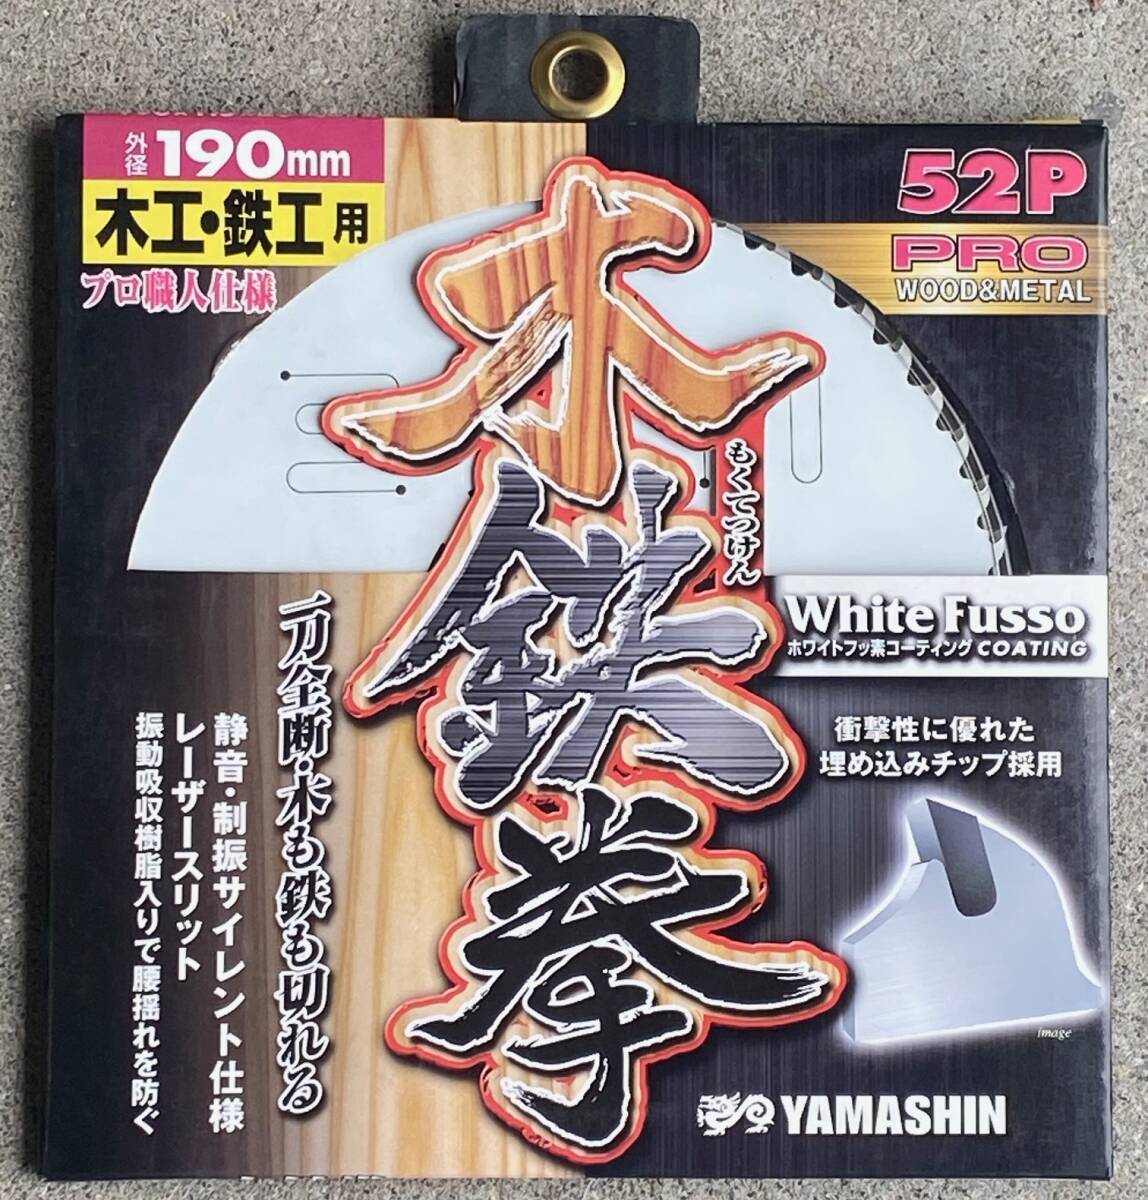 外径190mm
木工・鉄工用
プロ職人仕様
52P
PRO
WOOD&METAL
木鉄拳
もくてつけん
White Fusso
ホワイトフッ素コーティング COATING
衝撃性に優れた
埋め込みチップ採用
image
一刀全断・木も鉄も切れる
静音・制振サイレント仕様
レーザースリット
振動吸収樹脂入りで腰揺れを防ぐ
YAMASHIN